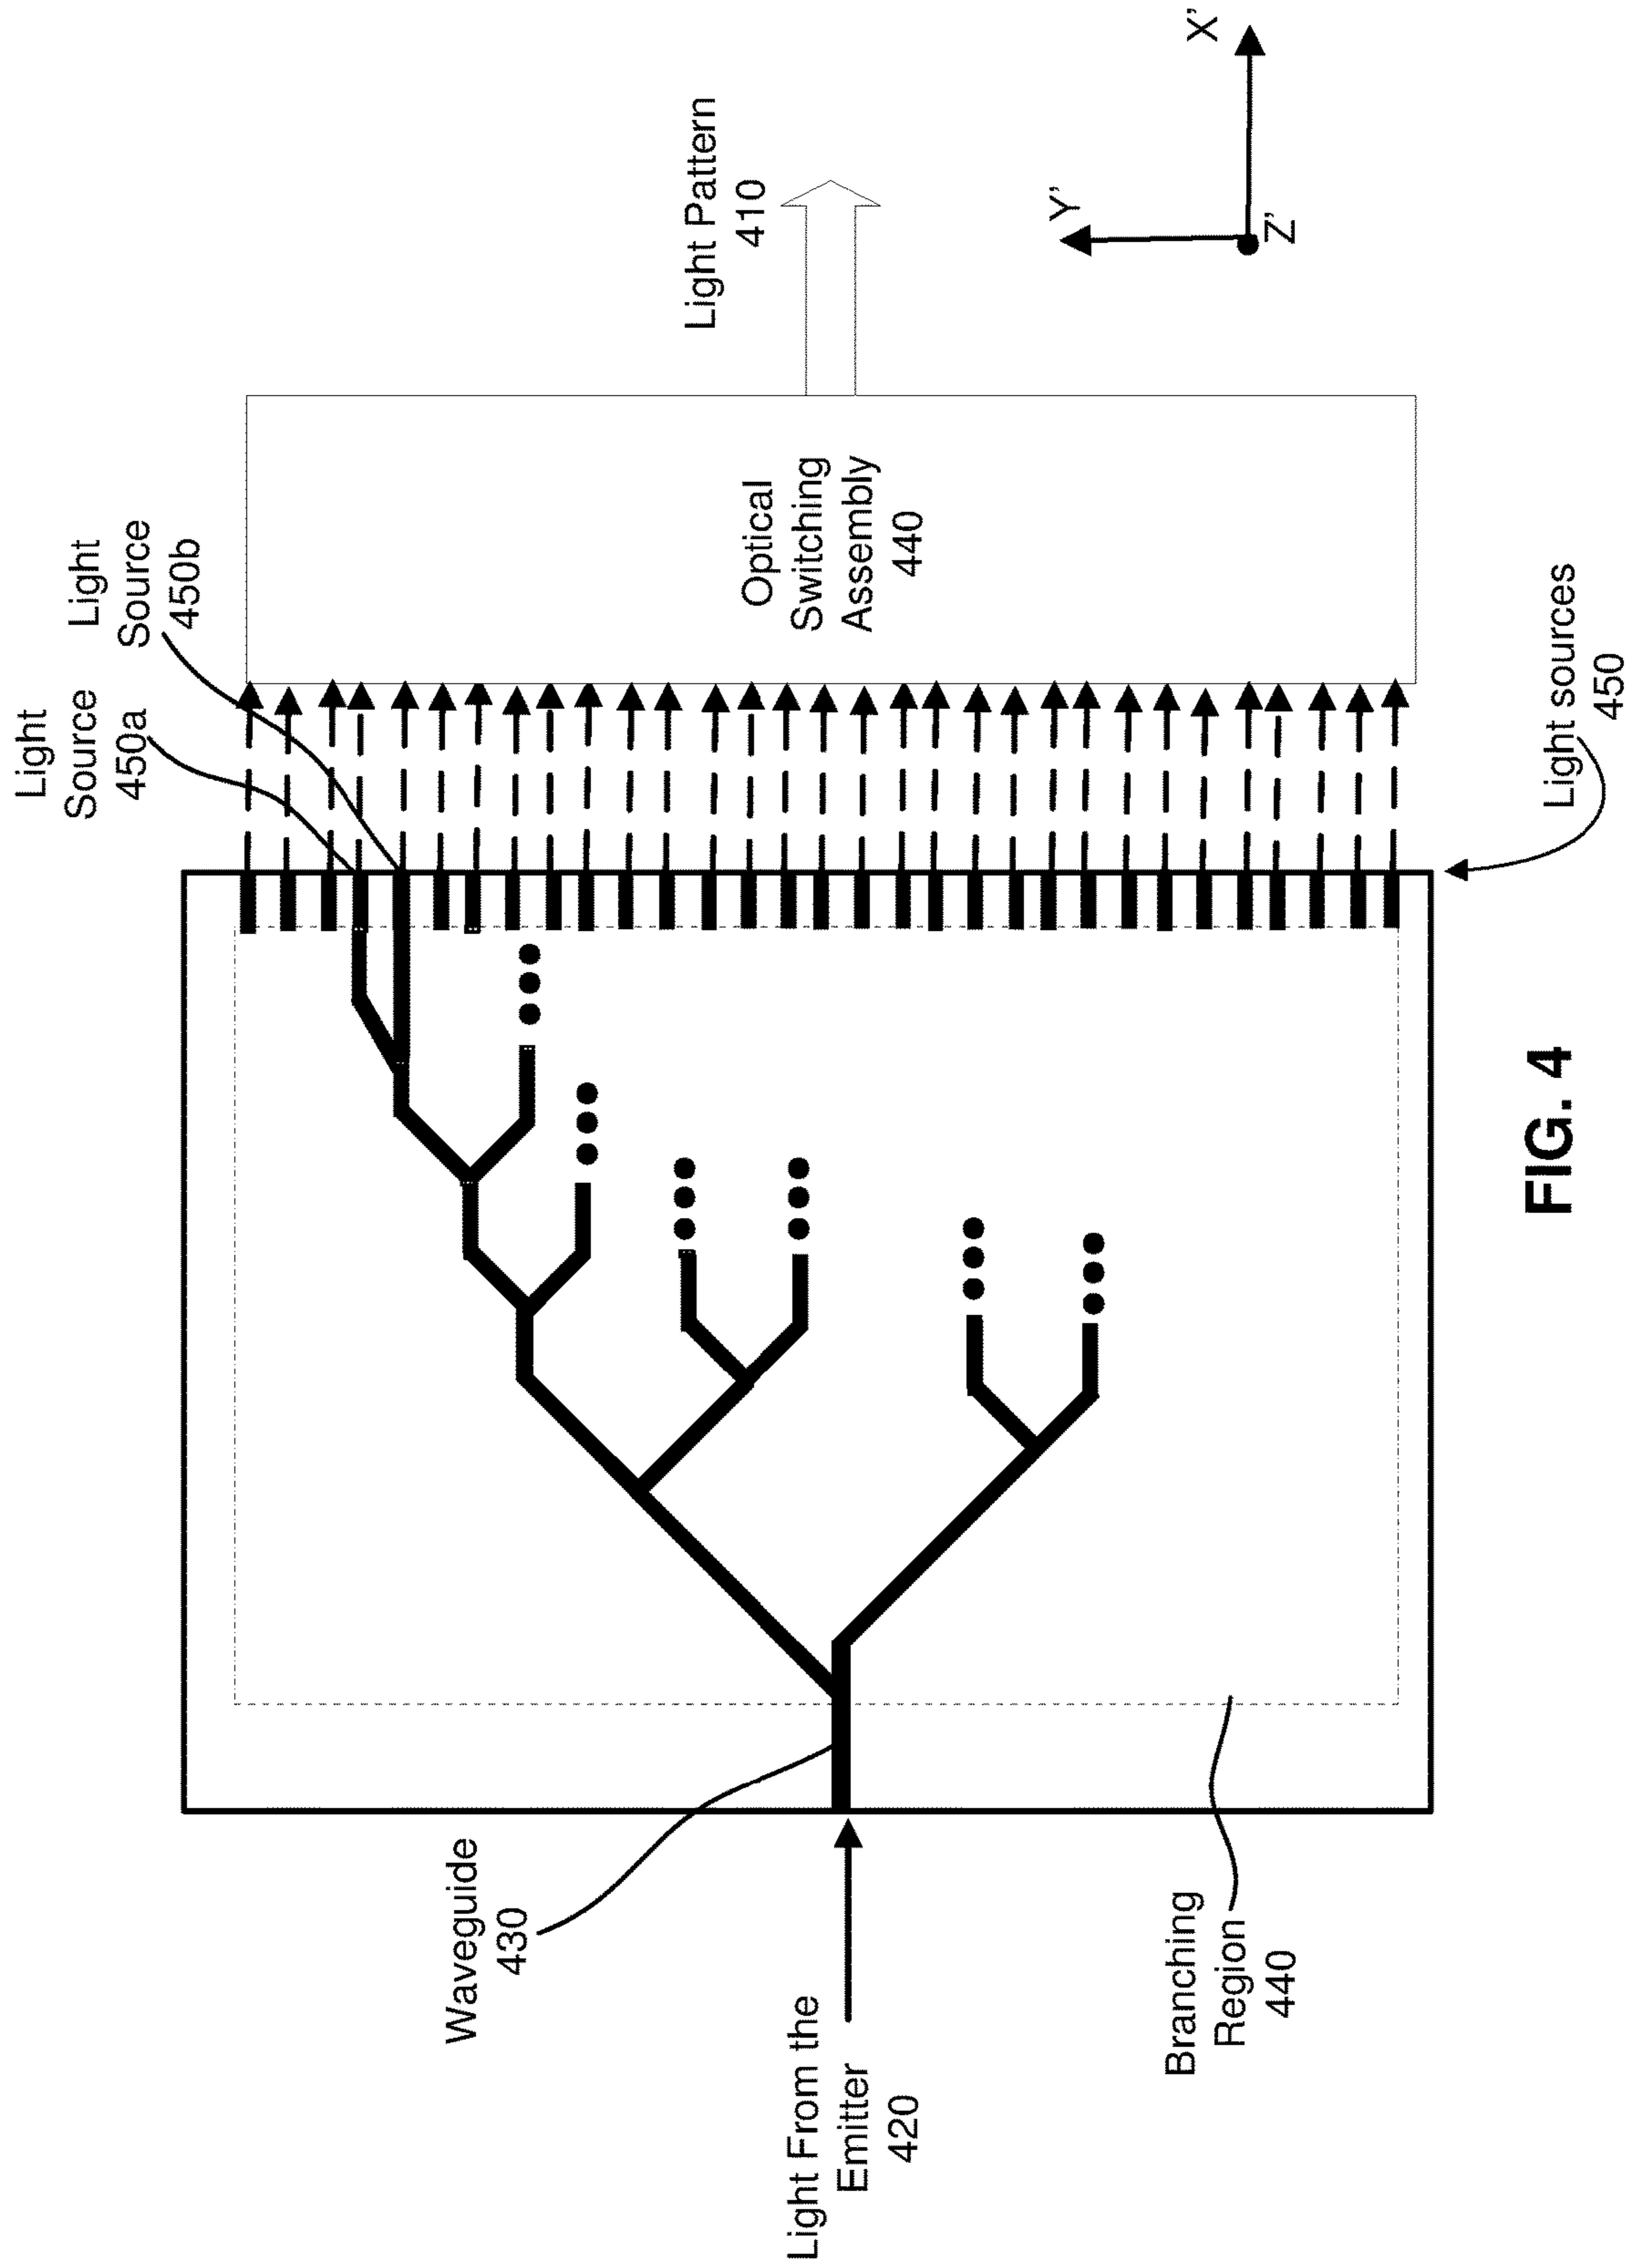 Light
Source
450a
Light
Source
450b
Light Pattern
410
Y'
X'
Z'
Optical
Switching
Assembly
440
Waveguide
430
Light From the
Emitter
420
Branching
Region
440
Light sources
450
FIG. 4